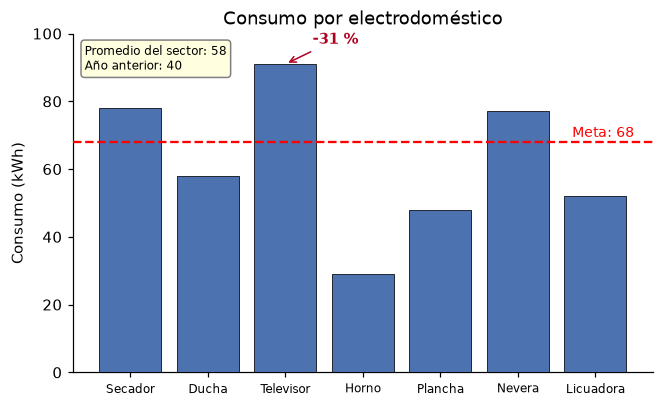 Consumo por electrodoméstico
Promedio del sector: 58
Año anterior: 40
-31 %
Meta: 68
Consumo (kWh)
100
80
60
40
20
0
Secador
Ducha
Televisor
Horno
Plancha
Nevera
Licuadora